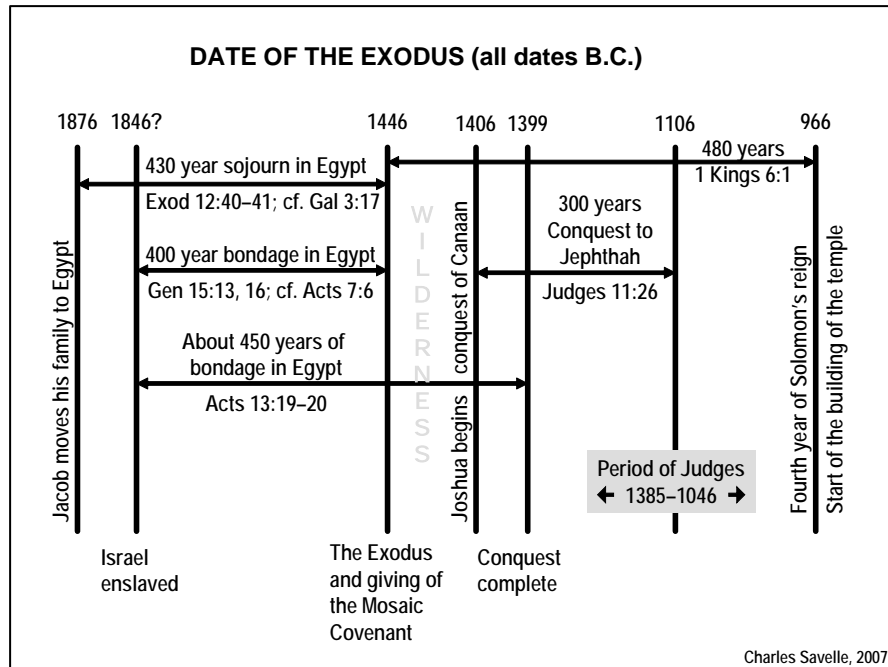 DATE OF THE EXODUS (all dates B.C.)
1876
1846?
1446
1406
1399
1106
966
480 years
1 Kings 6:1
430 year sojourn in Egypt
Exod 12:40–41; cf. Gal 3:17
300 years
Conquest to
Jephthah
Judges 11:26
400 year bondage in Egypt
Gen 15:13, 16; cf. Acts 7:6
About 450 years of
bondage in Egypt
Acts 13:19–20
Jacob moves his family to Egypt
WILDERNESS
Joshua begins conquest of Canaan
Period of Judges
1385–1046
Fourth year of Solomon's reign
Start of the building of the temple
Israel
enslaved
The Exodus
and giving of
the Mosaic
Covenant
Conquest
complete
Charles Savelle, 2007